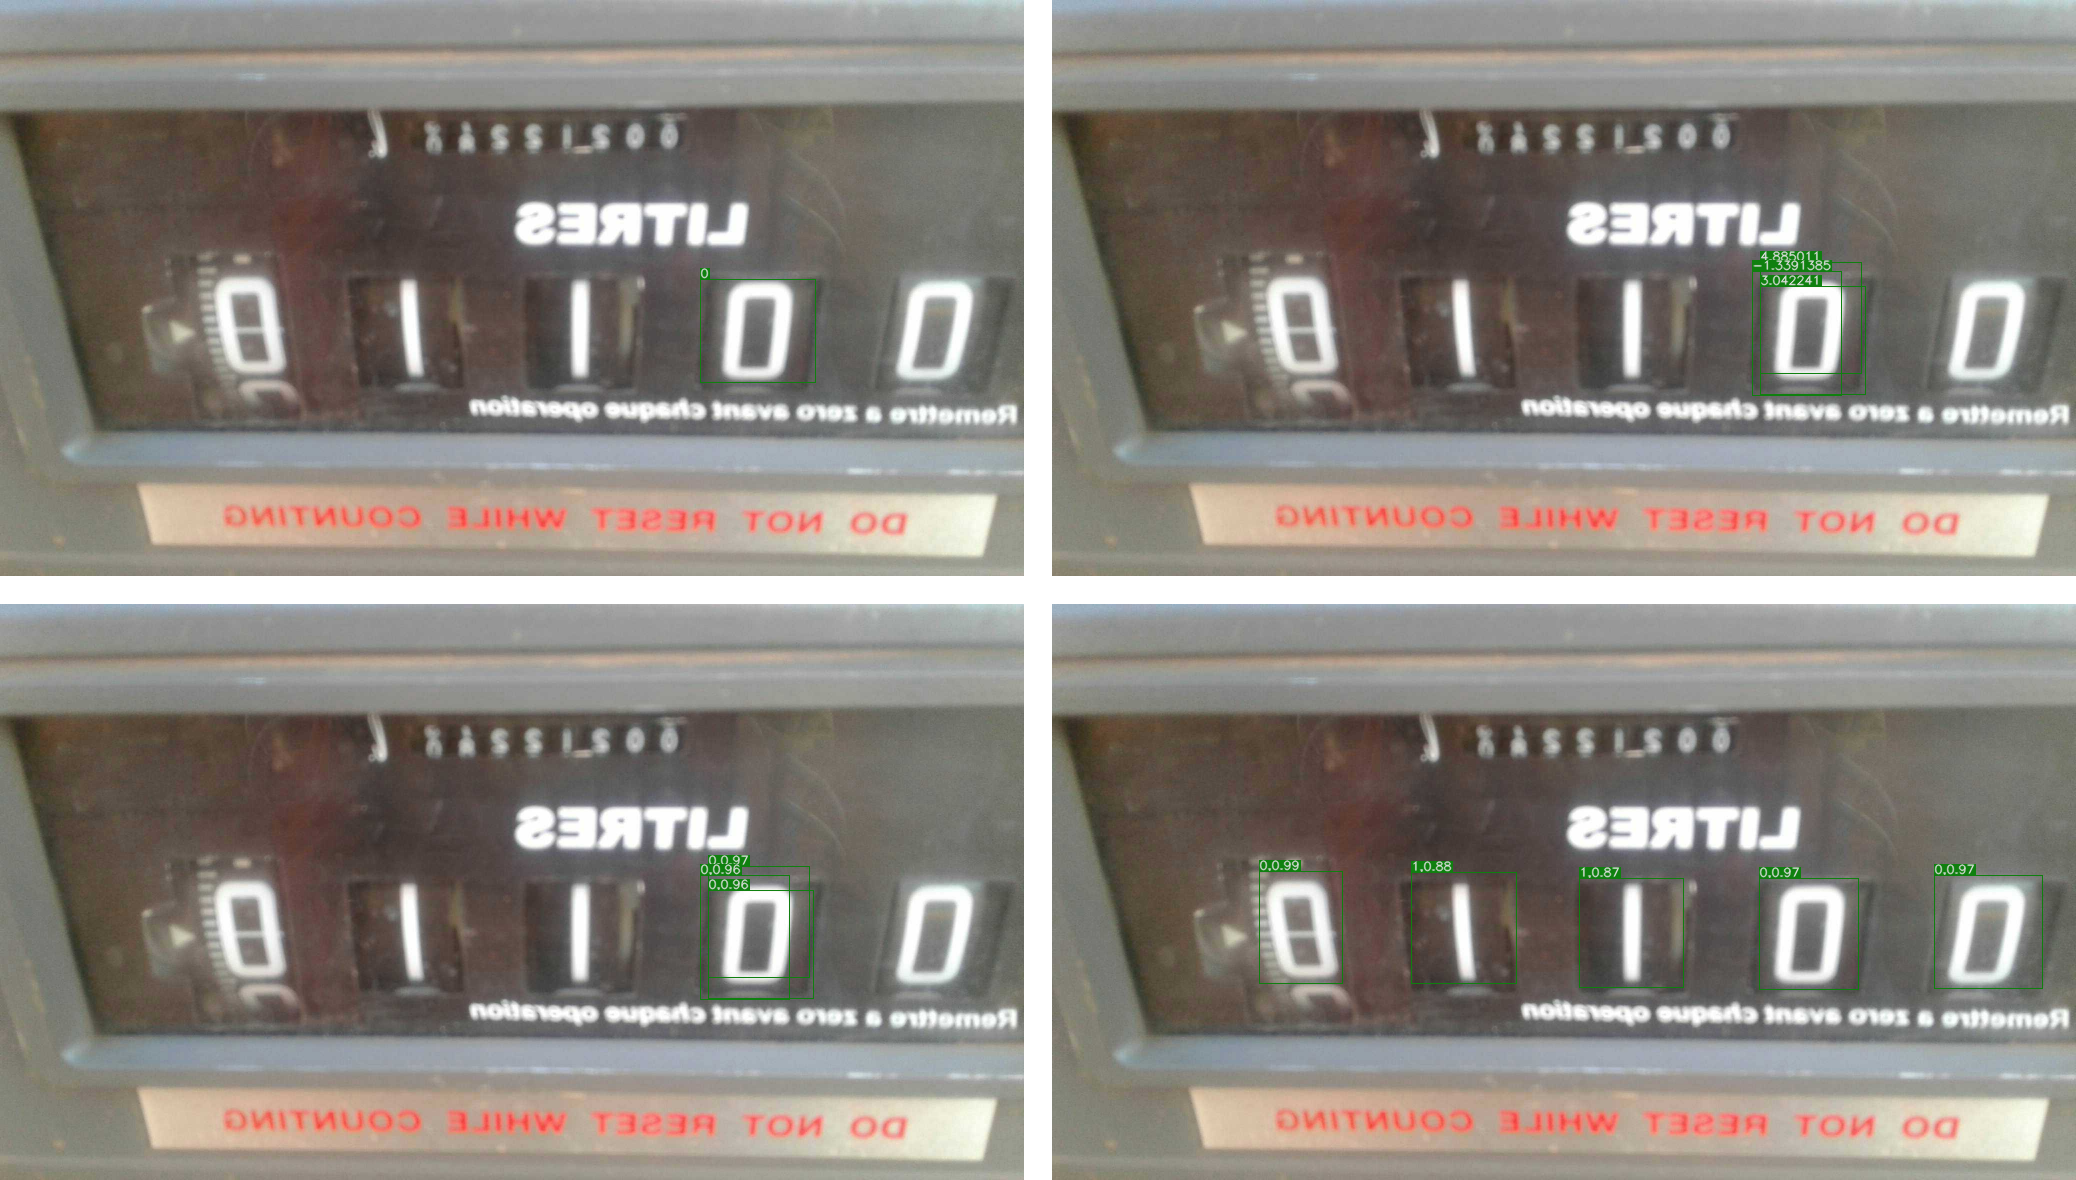 LITRES
0
0 0 1 1 0
Remettre a zero avant chaque operation
DO NOT RESET WHILE COUNTING
LITRES
4.885011
−1.3391385
3.042241
0 0 1 1 0
Remettre a zero avant chaque operation
DO NOT RESET WHILE COUNTING
LITRES
0,0.97
0,0.96
0,0.96
0 0 1 1 0
Remettre a zero avant chaque operation
DO NOT RESET WHILE COUNTING
LITRES
0,0.99 1,0.88 1,0.87 0,0.97 0,0.97
0 0 1 1 0
Remettre a zero avant chaque operation
DO NOT RESET WHILE COUNTING